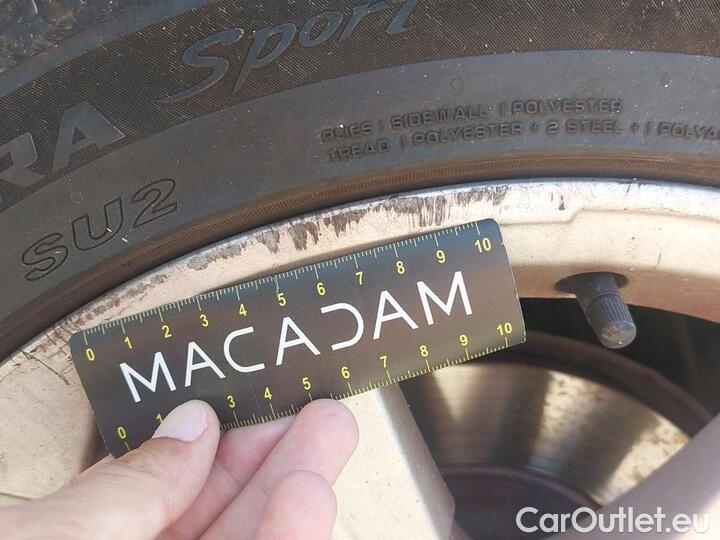 RA Sport
PLIES | SIDEWALL | POLYESTER
TREAD | POLYESTER + 2 STEEL + | POLYA
SU2
0 1 2 3 4 5 6 7 8 9 10
MACADAM
0 1 3 4 5 6 7 8 9 10
CarOutlet.eu